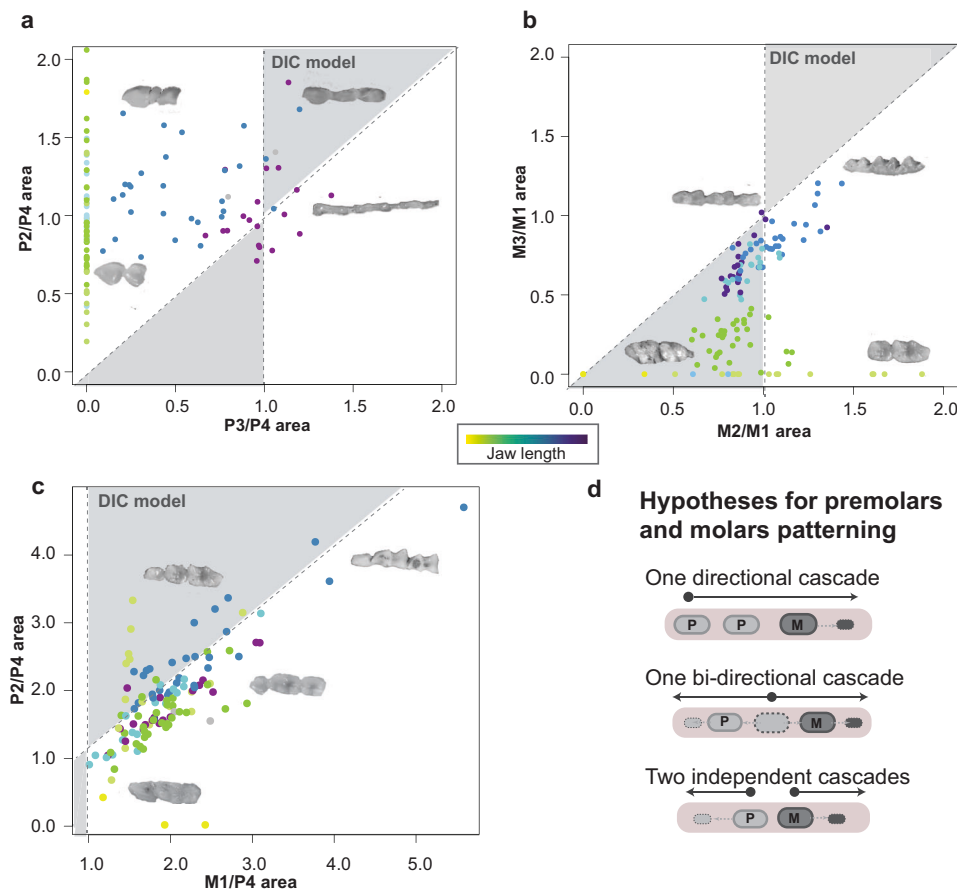 a
DIC model
2.0
1.5
1.0
0.5
0.0
P2/P4 area
0.0 0.5 1.0 1.5 2.0
P3/P4 area
b
DIC model
2.0
1.5
1.0
0.5
0.0
M3/M1 area
0.0 0.5 1.0 1.5 2.0
M2/M1 area
Jaw length
c
DIC model
4.0
3.0
2.0
1.0
0.0
P2/P4 area
1.0 2.0 3.0 4.0 5.0
M1/P4 area
d
Hypotheses for premolars
and molars patterning
One directional cascade
P P M
One bi-directional cascade
P M
Two independent cascades
P M